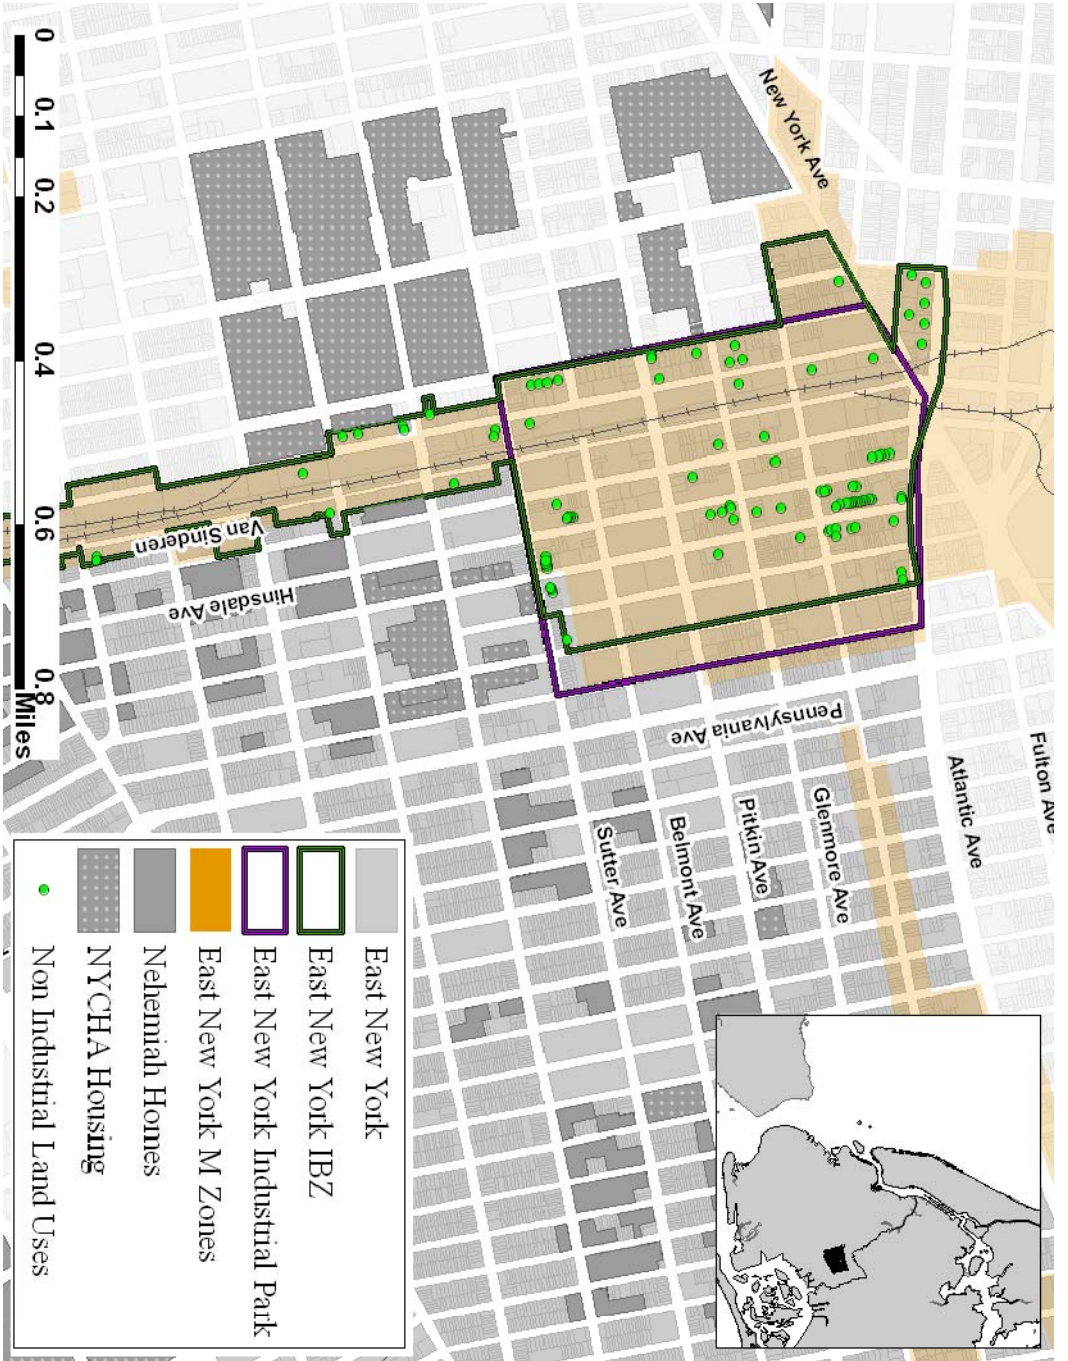 New York Ave
Fulton Ave
Atlantic Ave
Glenmore Ave
Pitkin Ave
Belmont Ave
Sutter Ave
Pennsylvania Ave
Van Sinderen
Hinsdale Ave
0 0.1 0.2 0.4 0.6 0.8
Miles
East New York
East New York IBZ
East New York Industrial Park
East New York M Zones
Nehemiah Homes
NYCHA Housing
Non Industrial Land Uses